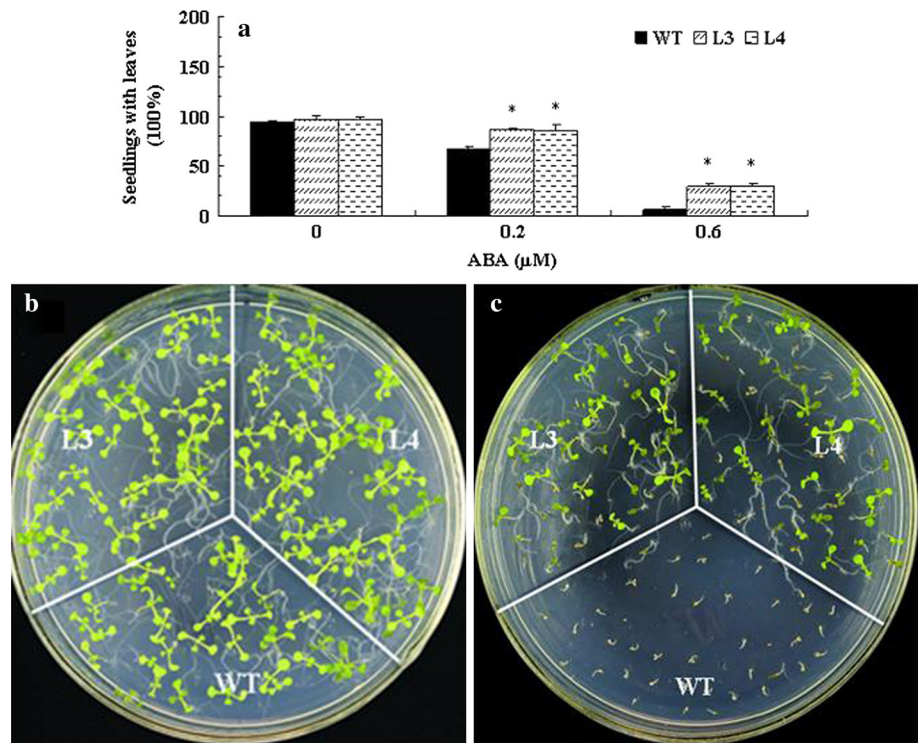 a
200
150
100
50
0
Seedlings with leaves
(100%)
WT L3 L4
* *
* *
0 0.2 0.6
ABA (µM)
b
L3
L4
WT
c
L3
L4
WT